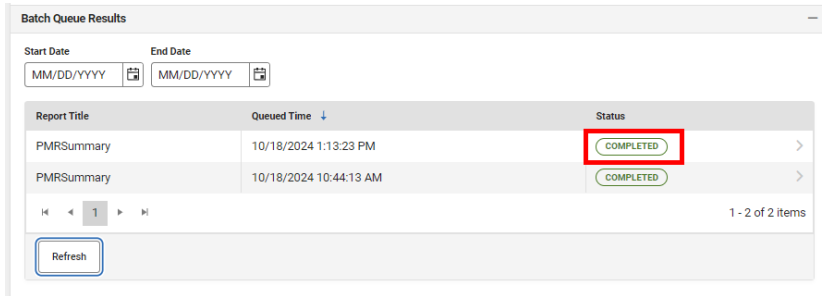 Batch Queue Results
Start Date End Date
MM/DD/YYYY MM/DD/YYYY
Report Title Queued Time Status
PMRSummary 10/18/2024 1:13:23 PM COMPLETED
PMRSummary 10/18/2024 10:44:13 AM COMPLETED
1 1 - 2 of 2 items
Refresh